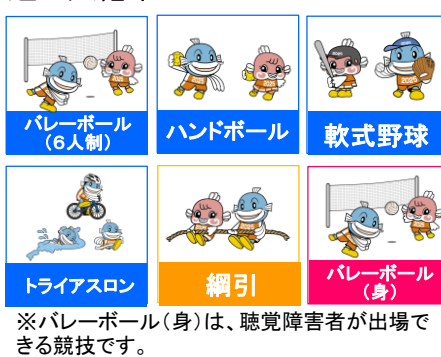 バレーボール
（6人制）
ハンドボール
軟式野球
トライアスロン
綱引
バレーボール
（身）
※バレーボール（身）は、聴覚障害者が出場で
きる競技です。